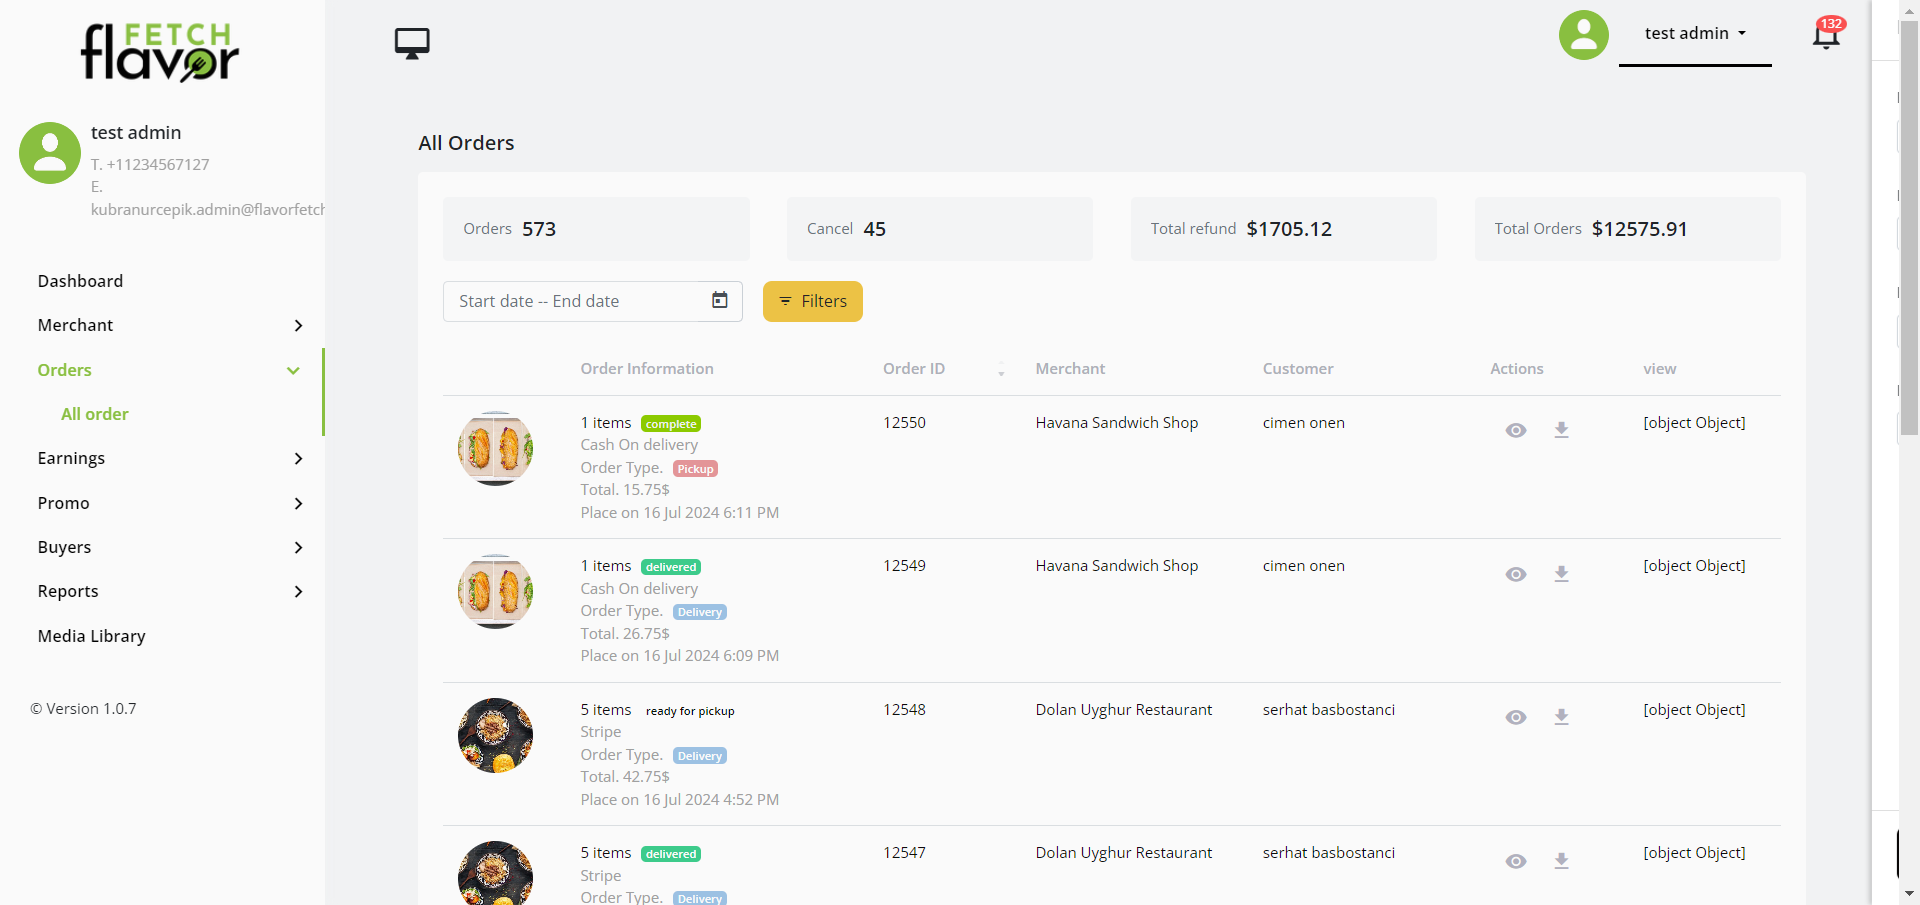 FETCH
flavor
test admin
132
test admin
T. +11234567127
E.
kubranurcepik.admin@flavorfetch
Dashboard
Merchant
Orders
All order
Earnings
Promo
Buyers
Reports
Media Library
© Version 1.0.7
All Orders
Orders 573
Cancel 45
Total refund $1705.12
Total Orders $12575.91
Start date -- End date
Filters
Order Information Order ID Merchant Customer Actions view
1 items complete 12550 Havana Sandwich Shop cimen onen [object Object]
Cash On delivery
Order Type. Pickup
Total. 15.75$
Place on 16 Jul 2024 6:11 PM
1 items delivered 12549 Havana Sandwich Shop cimen onen [object Object]
Cash On delivery
Order Type. Delivery
Total. 26.75$
Place on 16 Jul 2024 6:09 PM
5 items ready for pickup 12548 Dolan Uyghur Restaurant serhat basbostanci [object Object]
Stripe
Order Type. Delivery
Total. 42.75$
Place on 16 Jul 2024 4:52 PM
5 items delivered 12547 Dolan Uyghur Restaurant serhat basbostanci [object Object]
Stripe
Order Type. Delivery